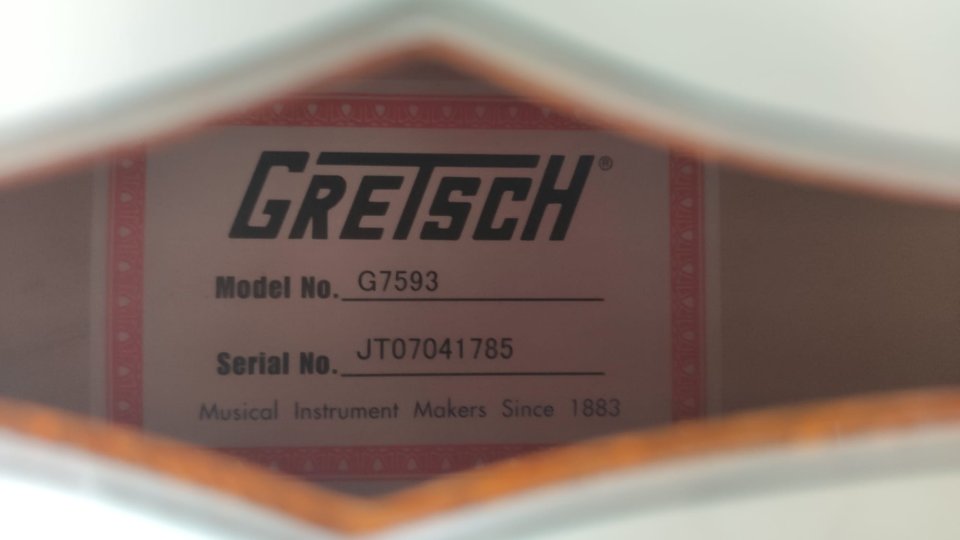 GRETSCH®
Model No. G7593
Serial No. JT07041785
Musical Instrument Makers Since 1883